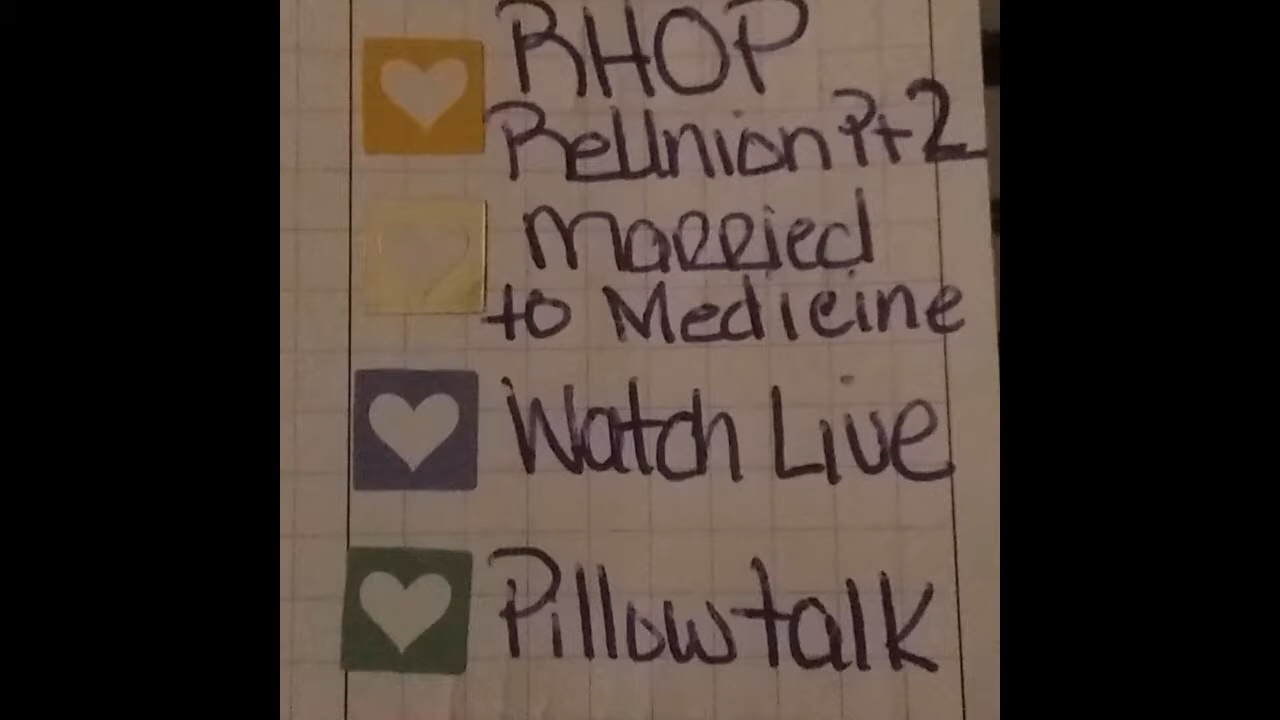 RHOP
ReUnion Pt 2
Married
to Medicine
Watch Live
Pillowtalk